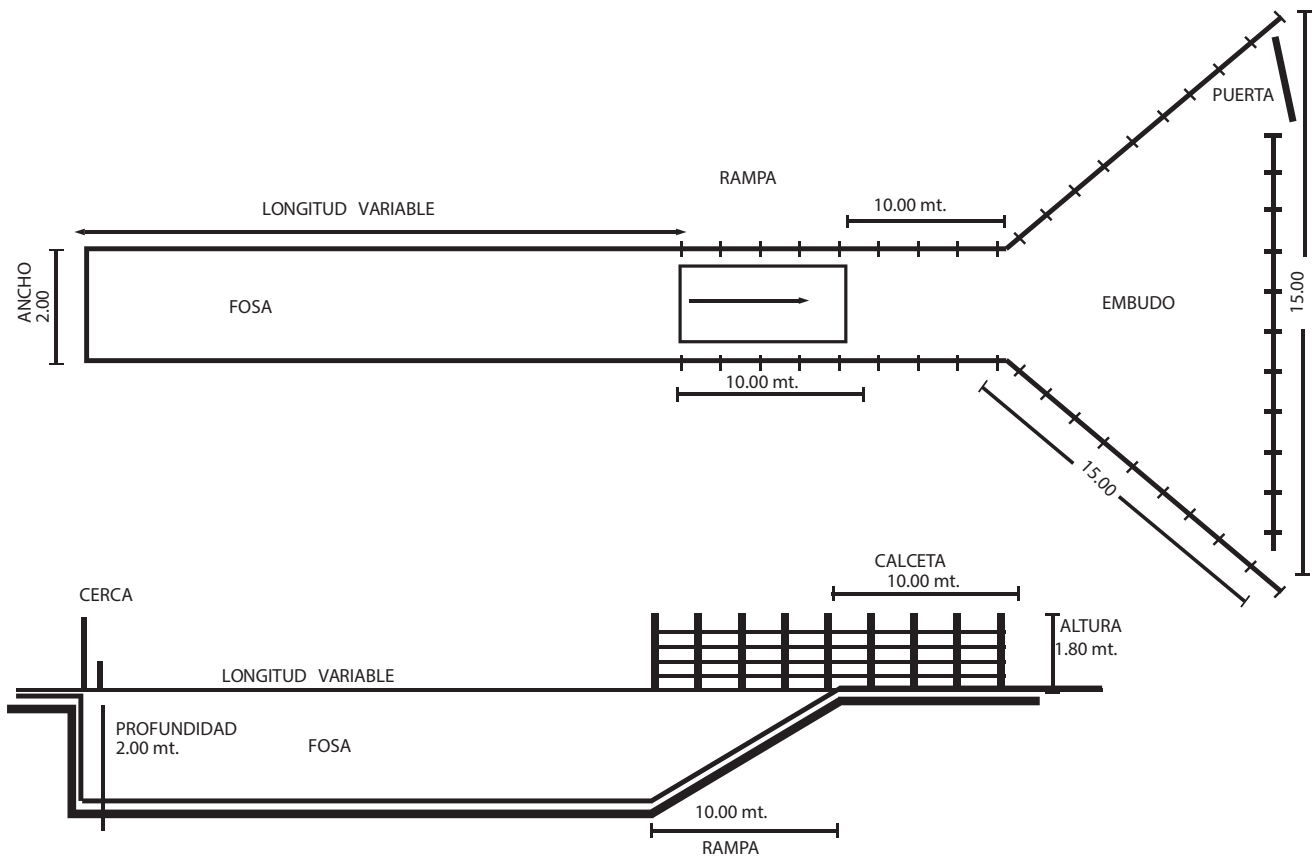 PUERTA
RAMPA
10.00 mt.
LONGITUD VARIABLE
ANCHO
2.00
FOSA
EMBUDO
15.00
10.00 mt.
15.00
CALCETA
10.00 mt.
CERCA
ALTURA
1.80 mt.
LONGITUD VARIABLE
PROFUNDIDAD
2.00 mt.
FOSA
10.00 mt.
RAMPA